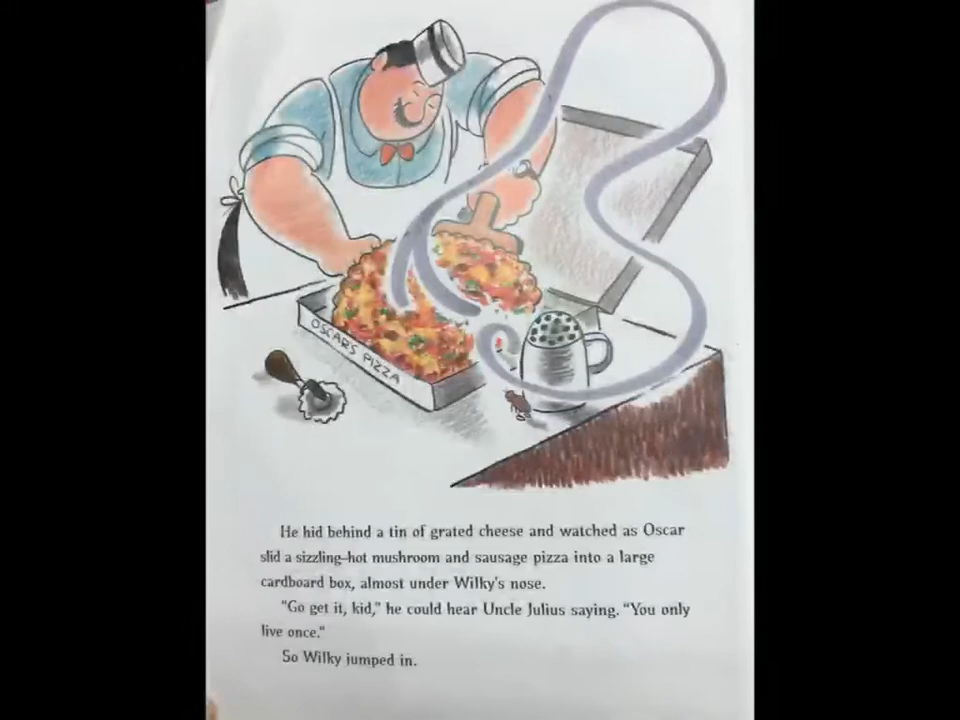 OSCAR'S PIZZA
He hid behind a tin of grated cheese and watched as Oscar
slid a sizzling-hot mushroom and sausage pizza into a large
cardboard box, almost under Wilky's nose.
"Go get it, kid," he could hear Uncle Julius saying. "You only
live once."
So Wilky jumped in.